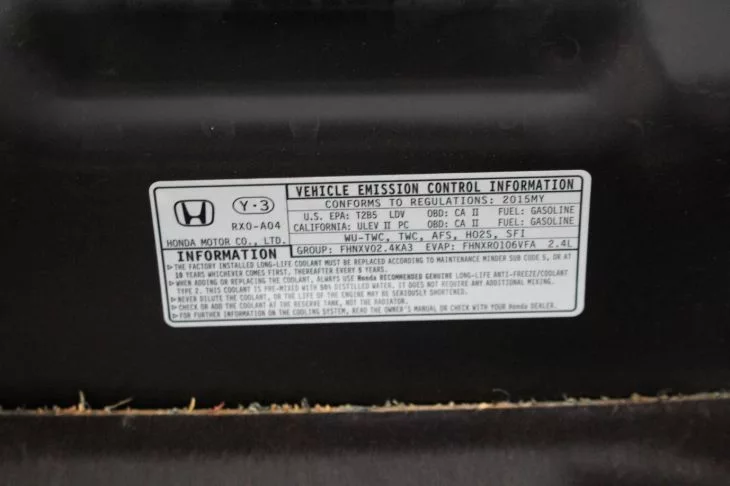 Y-3
RX0-A04
HONDA MOTOR CO., LTD.
VEHICLE EMISSION CONTROL INFORMATION
CONFORMS TO REGULATIONS: 2015MY
U.S. EPA: T2B5 LDV OBD: CA II FUEL: GASOLINE
CALIFORNIA: ULEV II PC OBD: CA II FUEL: GASOLINE
WU-TWC, TWC, AFS, HO2S, SFI
GROUP: FHNXV02.4KA3 EVAP: FHNXR0106VFA 2.4L
INFORMATION
▷THE FACTORY INSTALLED LONG-LIFE COOLANT MUST BE REPLACED ACCORDING TO MAINTENANCE MINDER SUB CODE 5, OR AT
10 YEARS WHICHEVER COMES FIRST, THEREAFTER EVERY 5 YEARS.
▷WHEN ADDING OR REPLACING THE COOLANT, ALWAYS USE Honda RECOMMENDED GENUINE LONG-LIFE ANTI-FREEZE/COOLANT
TYPE 2. THIS COOLANT IS PRE-MIXED WITH 50% DISTILLED WATER. IT DOES NOT REQUIRE ANY ADDITIONAL MIXING.
▷NEVER DILUTE THE COOLANT, OR THE LIFE OF THE ENGINE MAY BE SERIOUSLY SHORTENED.
▷CHECK OR ADD THE COOLANT AT THE RESERVE TANK, NOT THE RADIATOR.
▷FOR FURTHER INFORMATION ON THE COOLING SYSTEM, READ THE OWNER'S MANUAL OR CHECK WITH YOUR Honda DEALER.